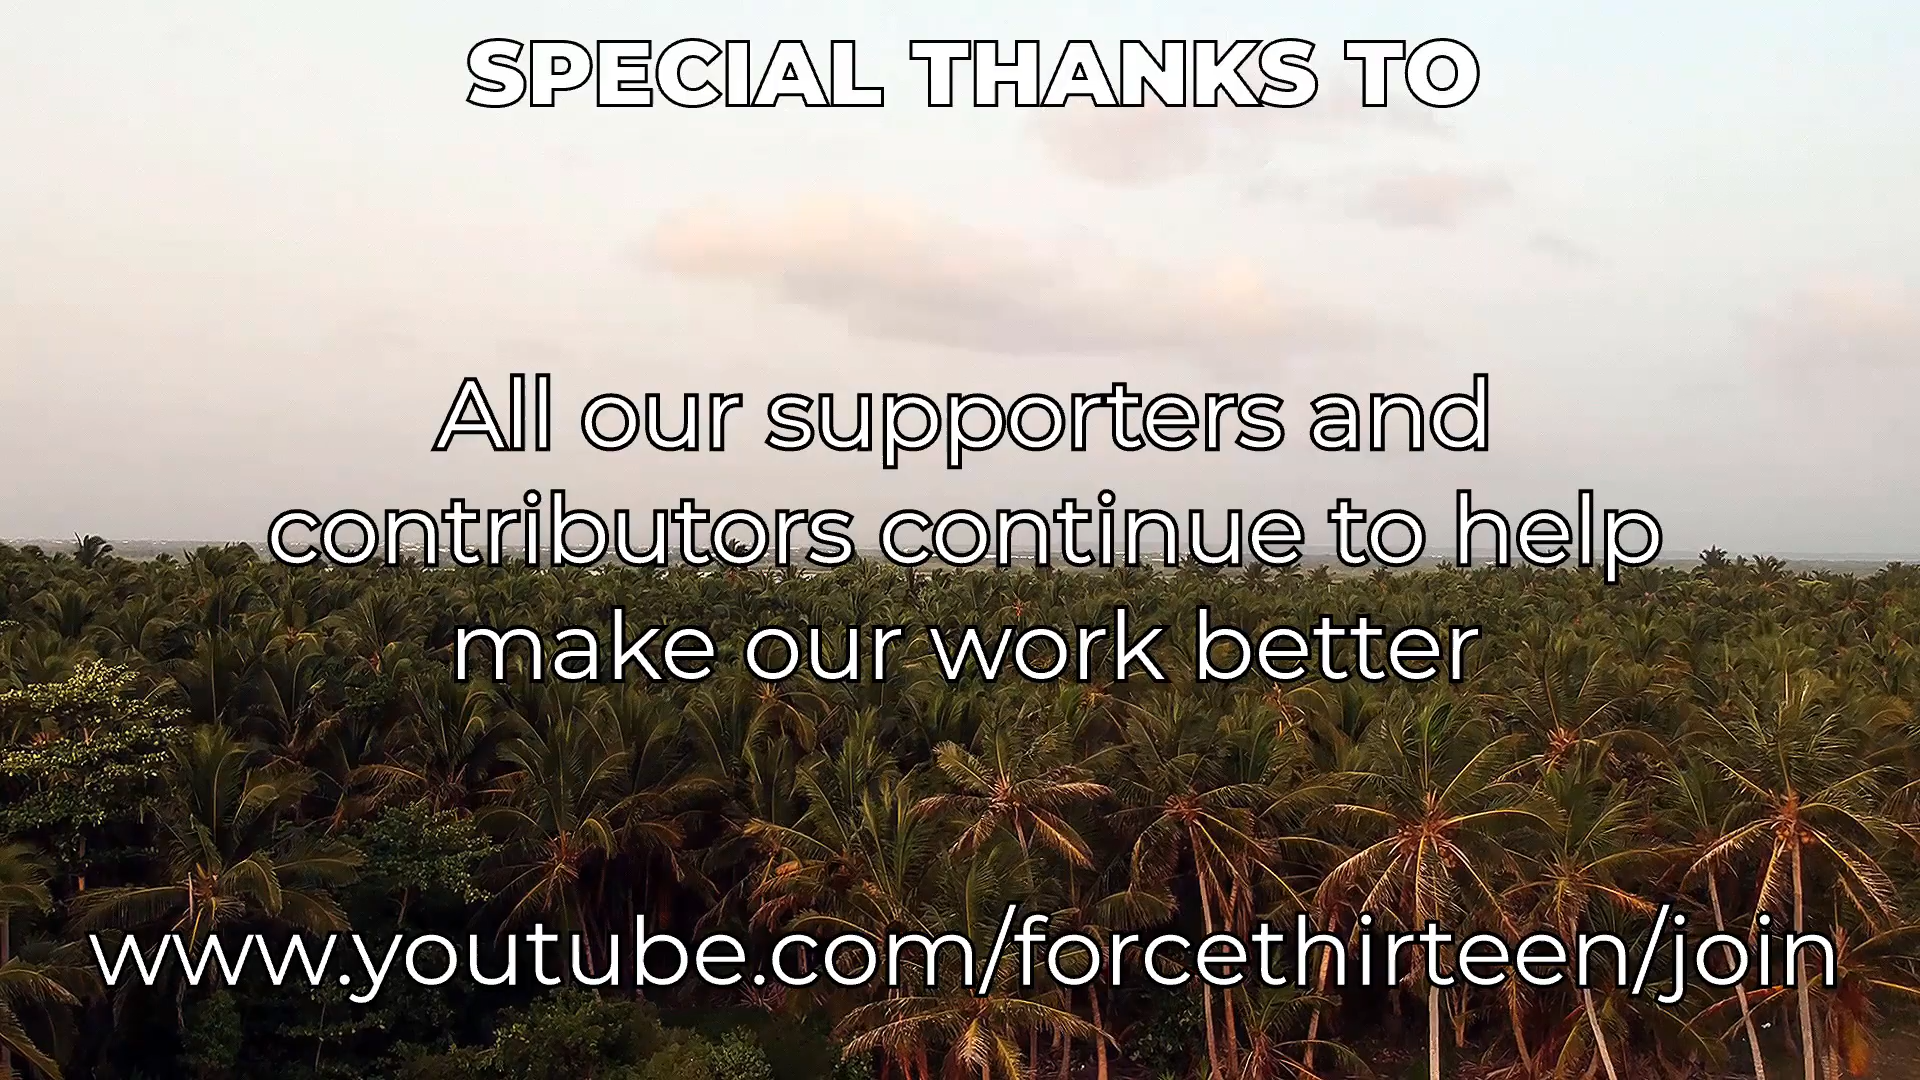 SPECIAL THANKS TO
All our supporters and
contributors continue to help
make our work better
www.youtube.com/forcethirteen/join